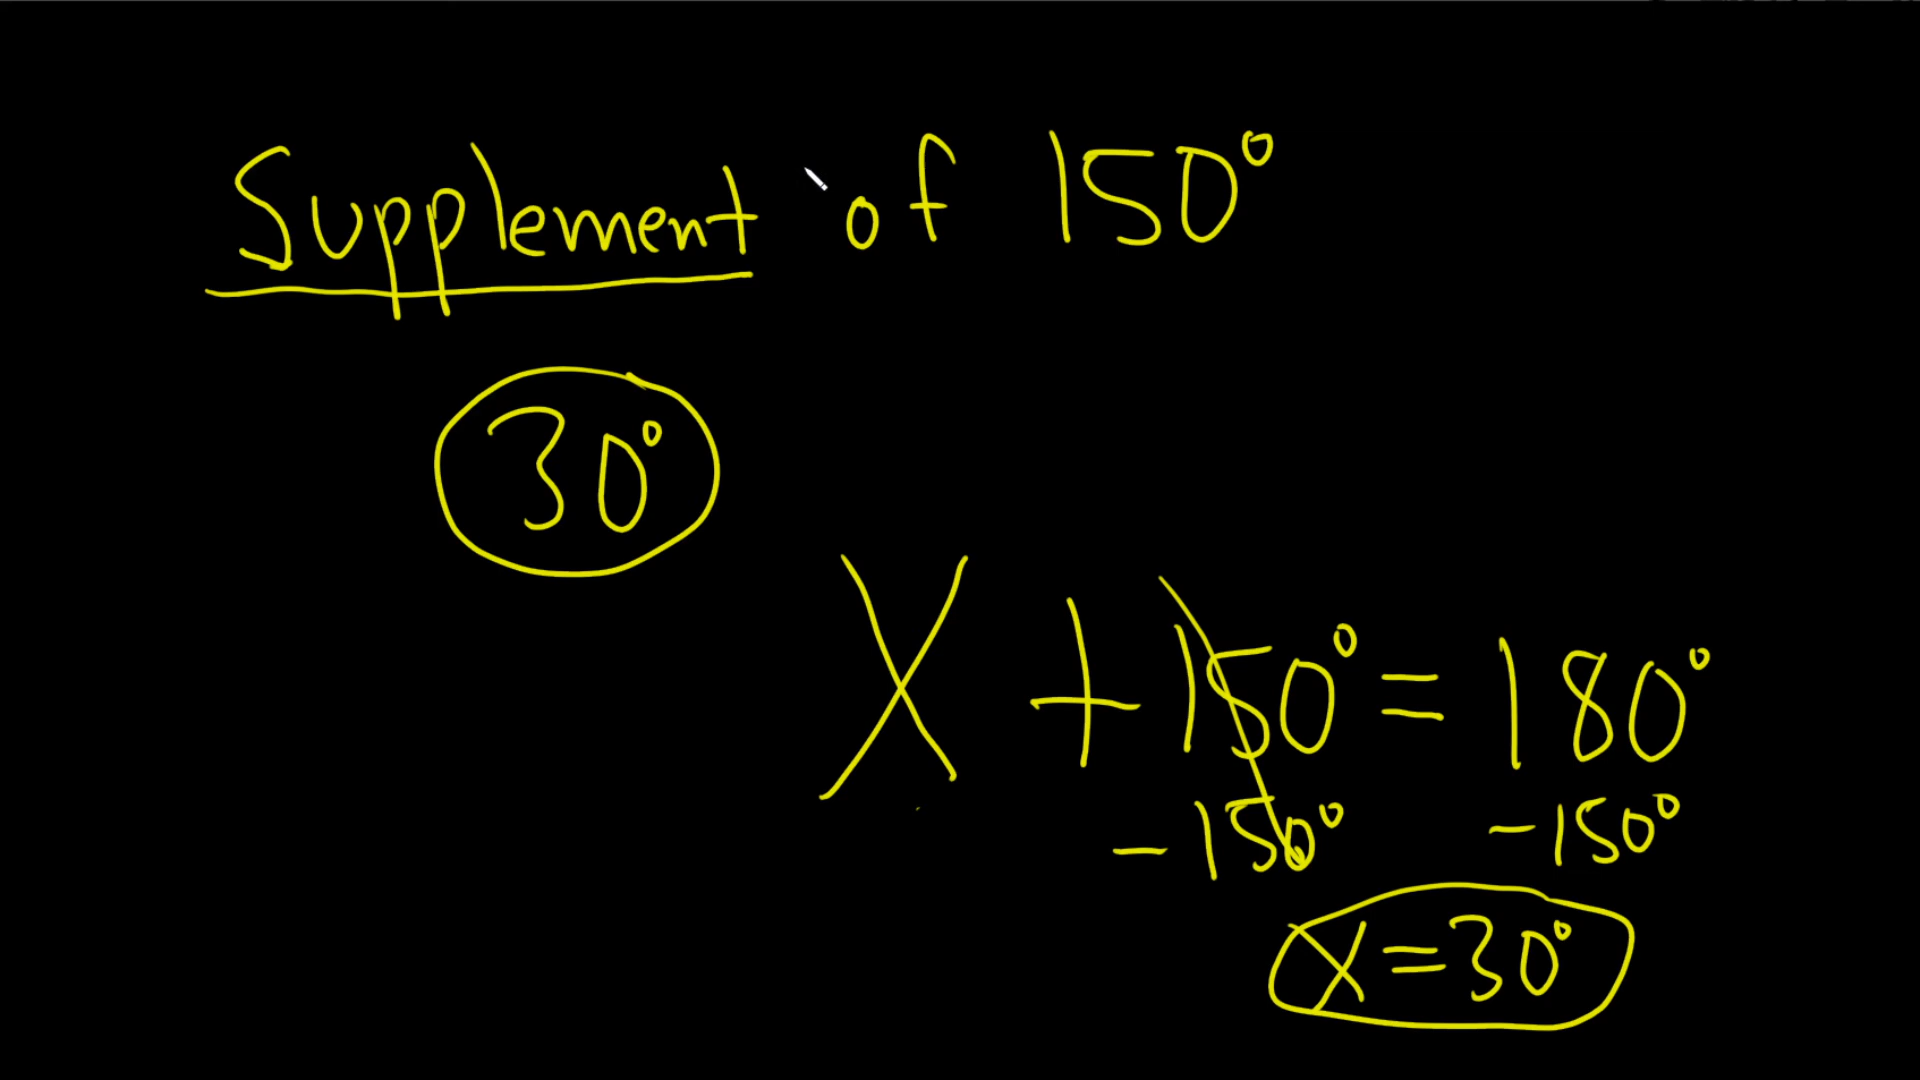 Supplement of 150°
30°
X + 150° = 180°
-150° -150°
X = 30°